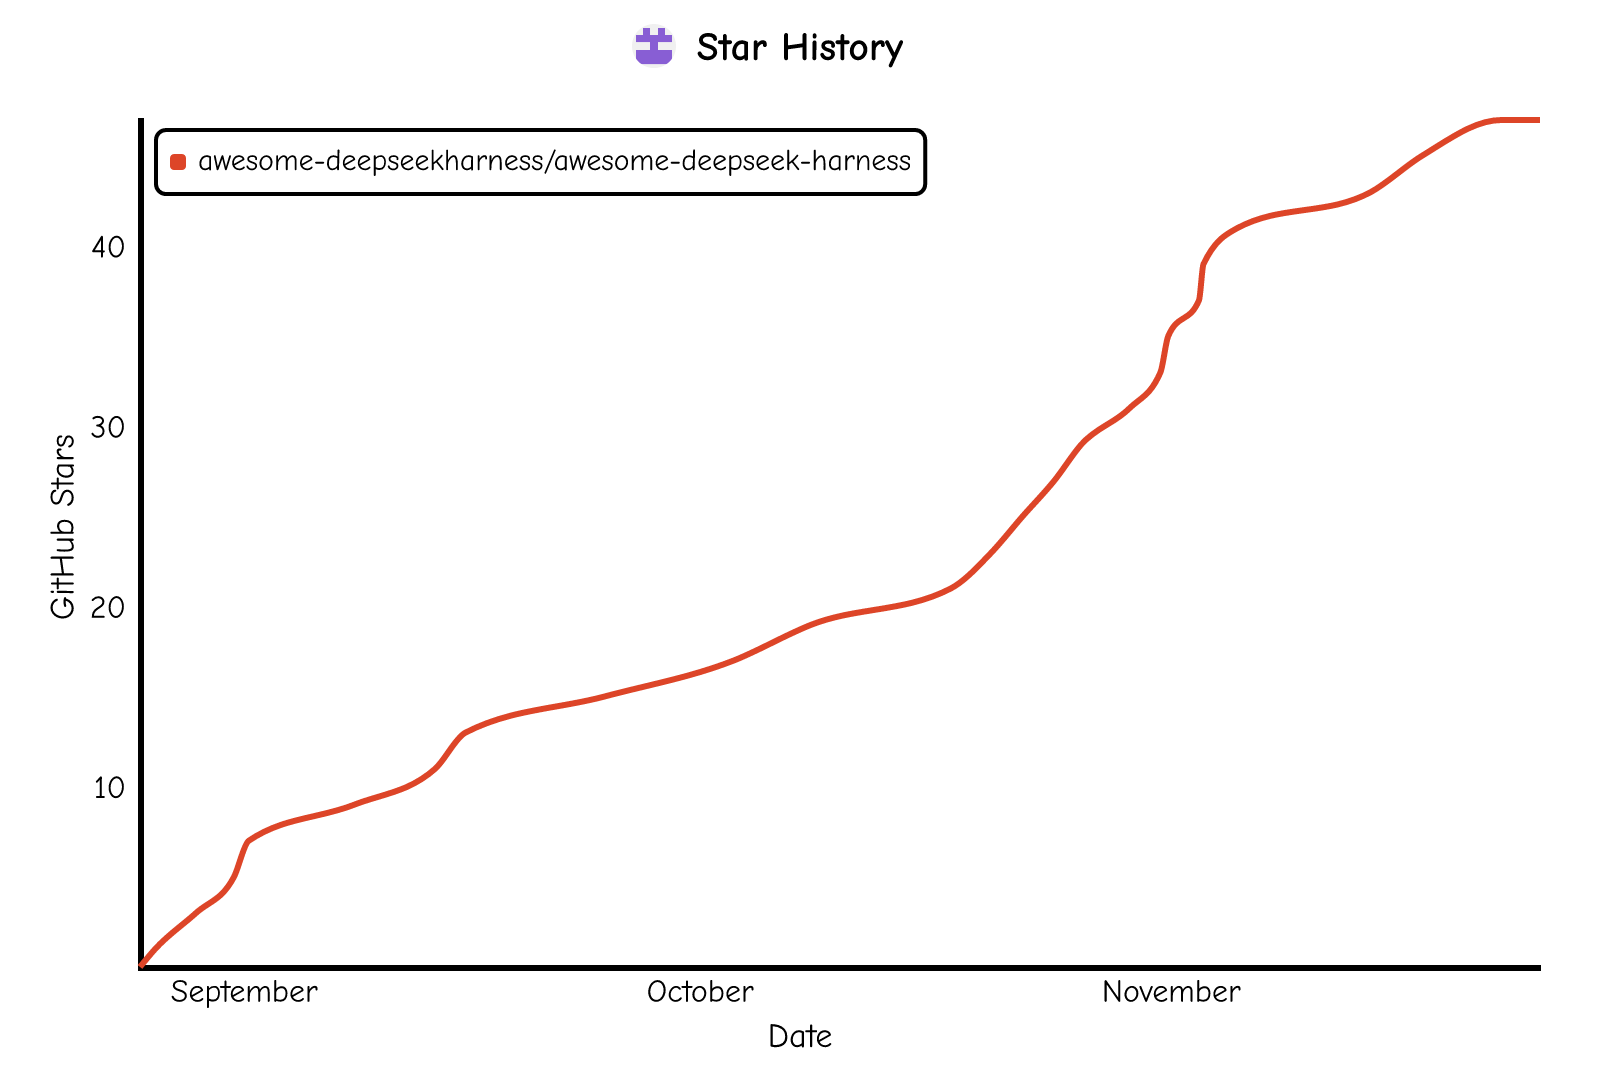 Star History
awesome-deepseekharness/awesome-deepseek-harness
40
30
20
10
GitHub Stars
September October November
Date